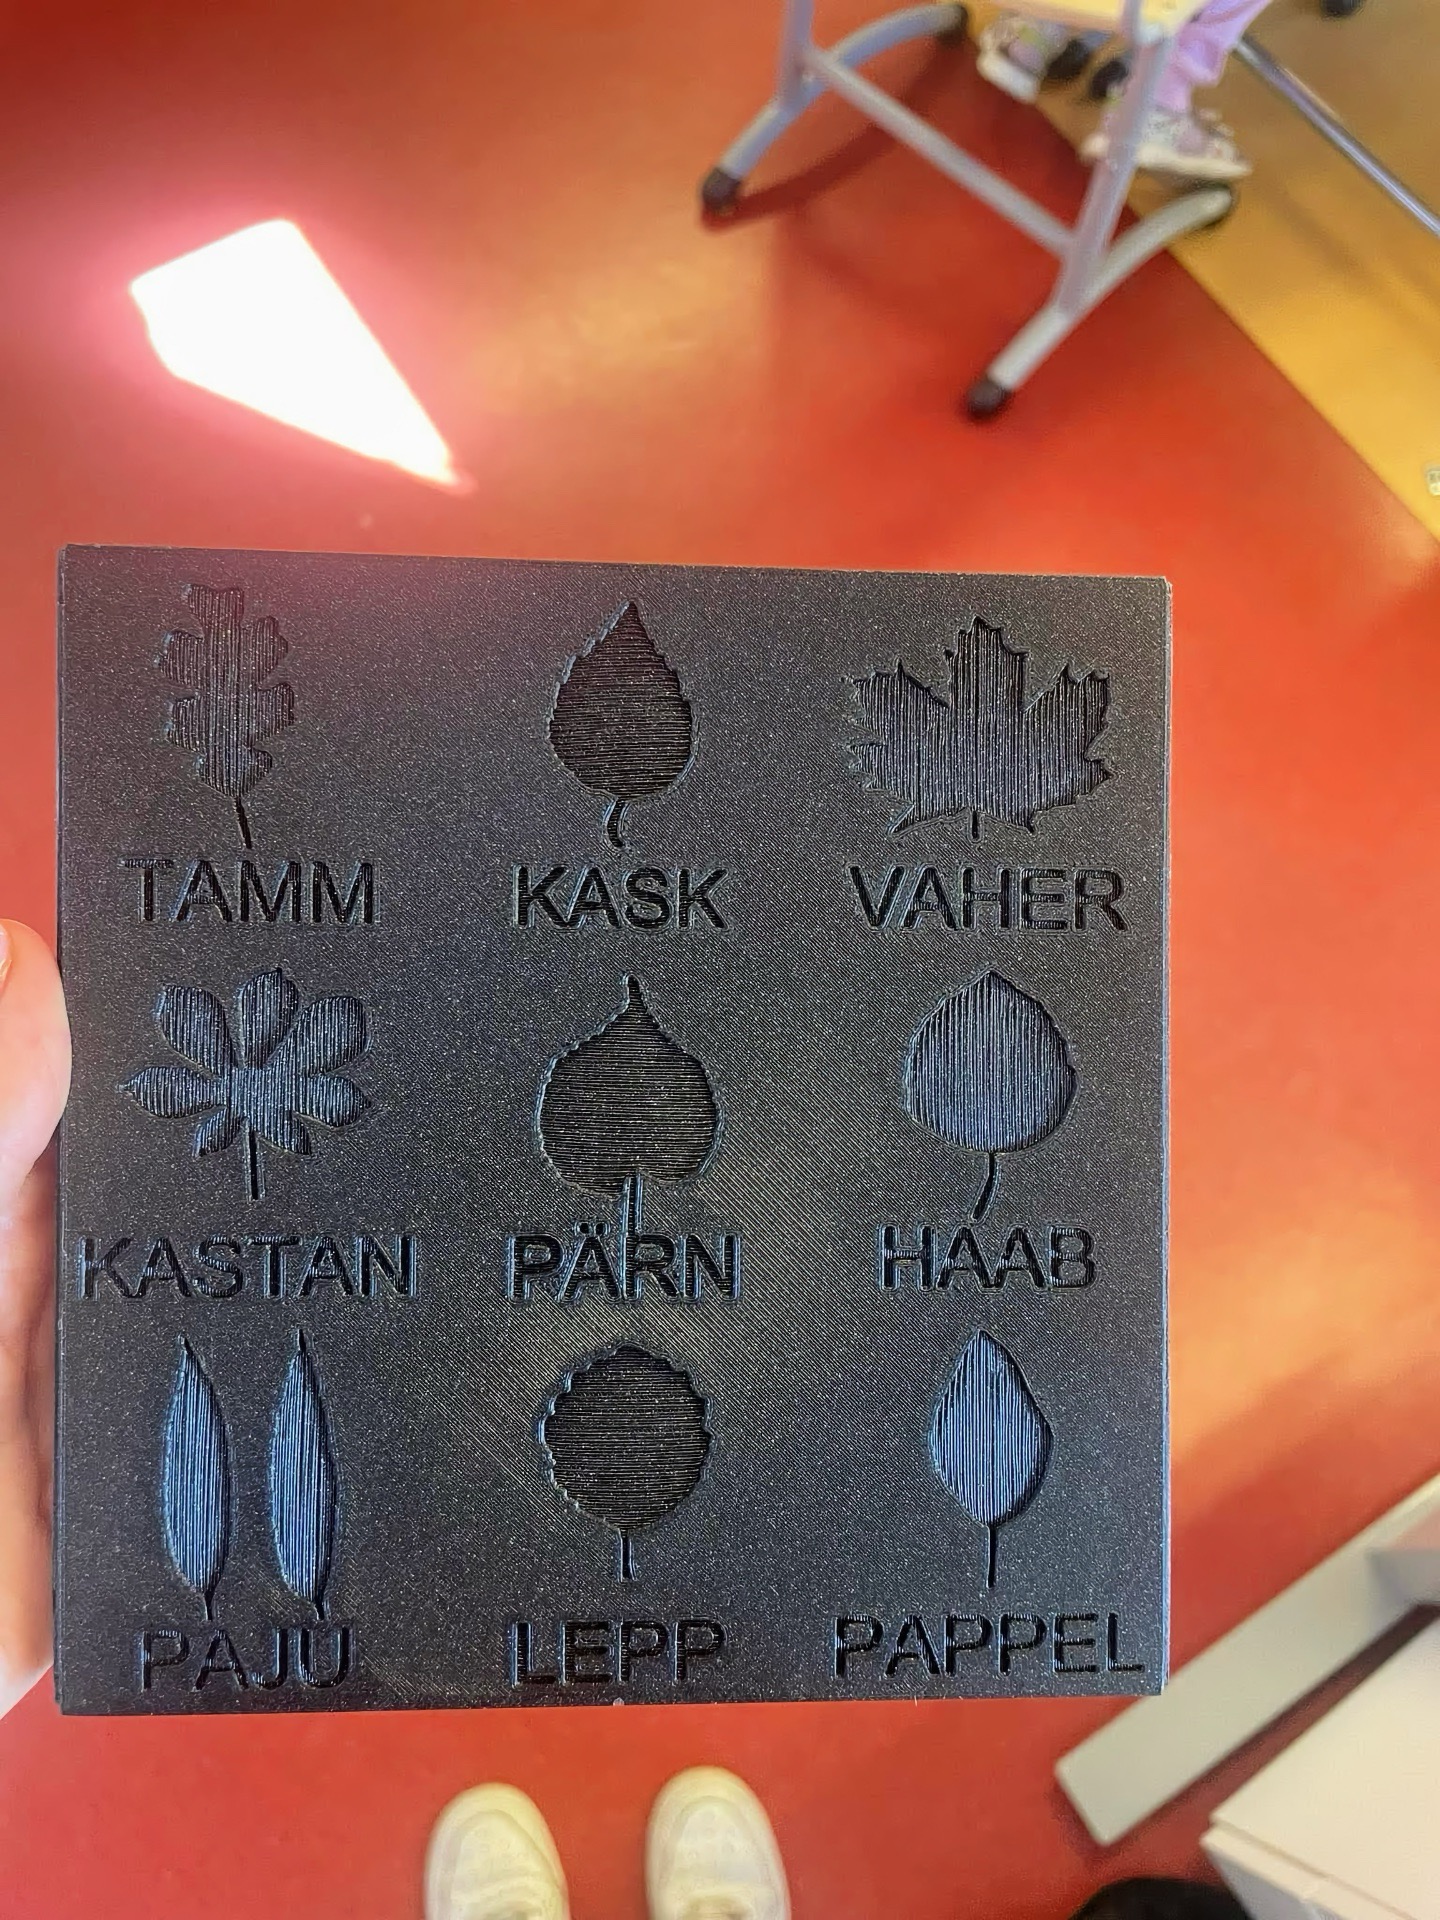 TAMM KASK VAHER
KASTAN PÄRN HAAB
PAJU LEPP PAPPEL